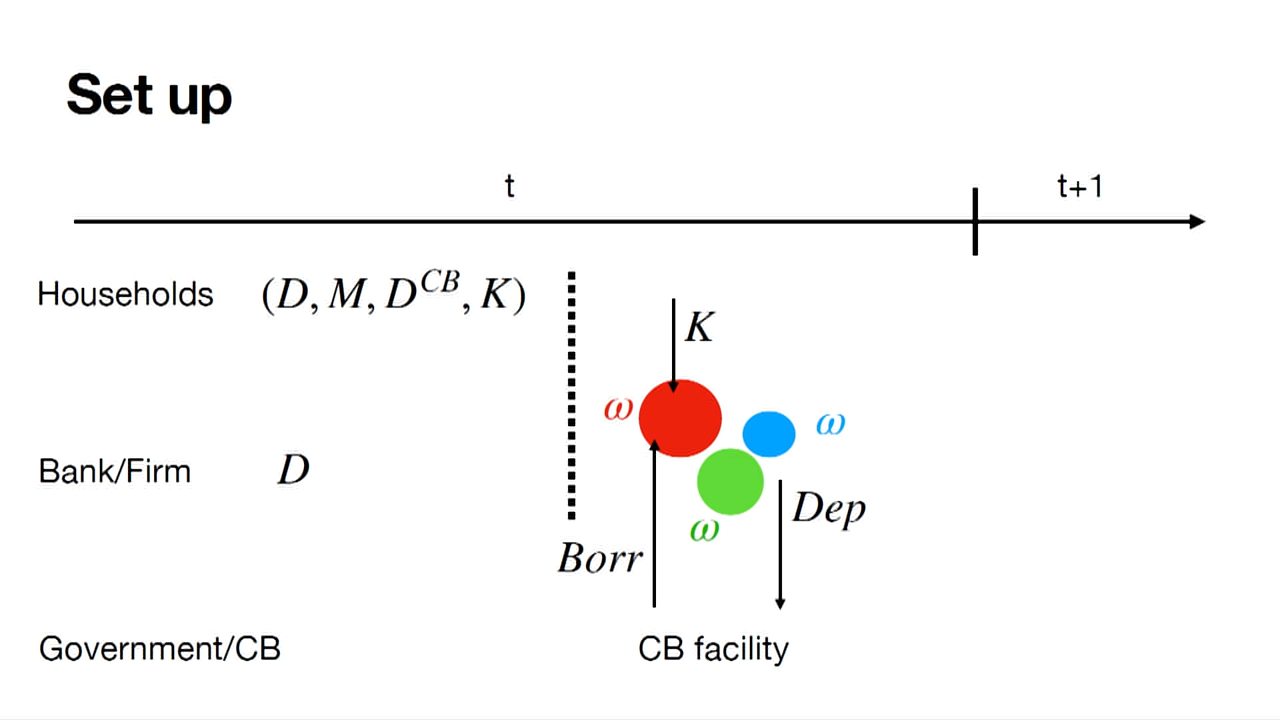 Set up
t
t+1
Households (D, M, D^{CB}, K)
K
ω
ω
Bank/Firm D
Dep
ω
Borr
Government/CB
CB facility